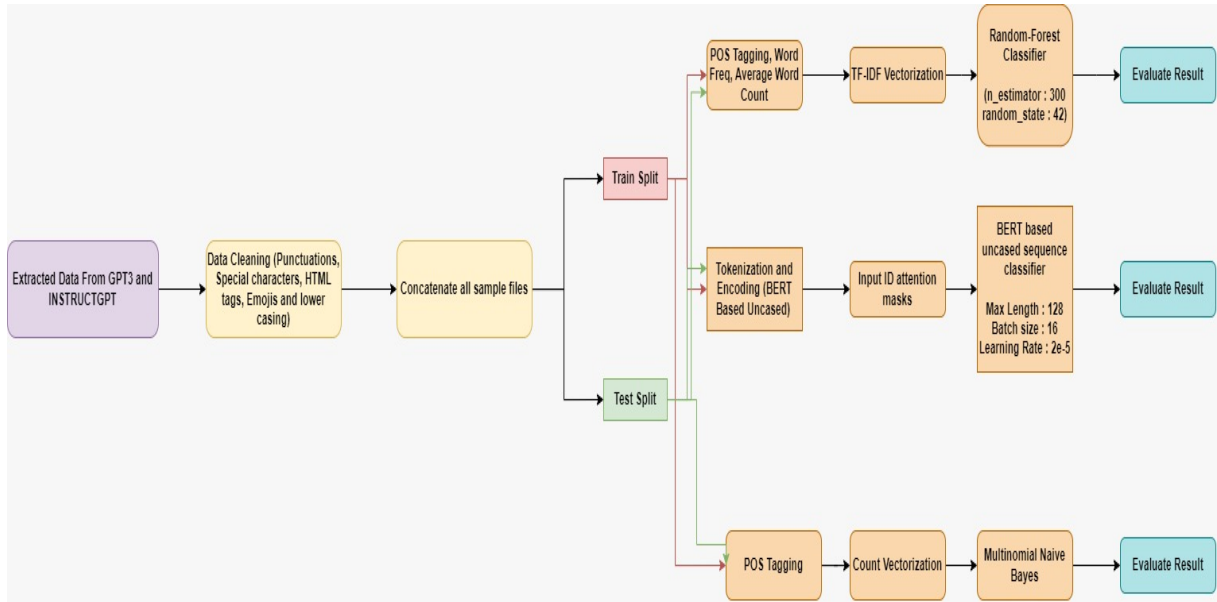 Extracted Data From GPT3 and
INSTRUCTGPT
Data Cleaning (Punctuations,
Special characters, HTML
tags, Emojis and lower
casing)
Concatenate all sample files
Train Split
Test Split
POS Tagging, Word
Freq, Average Word
Count
TF-IDF Vectorization
Random-Forest
Classifier
(n_estimator : 300
random_state : 42)
Evaluate Result
Tokenization and
Encoding (BERT
Based Uncased)
Input ID attention
masks
BERT based
uncased sequence
classifier
Max Length : 128
Batch size : 16
Learning Rate : 2e-5
Evaluate Result
POS Tagging
Count Vectorization
Multinomial Naive
Bayes
Evaluate Result